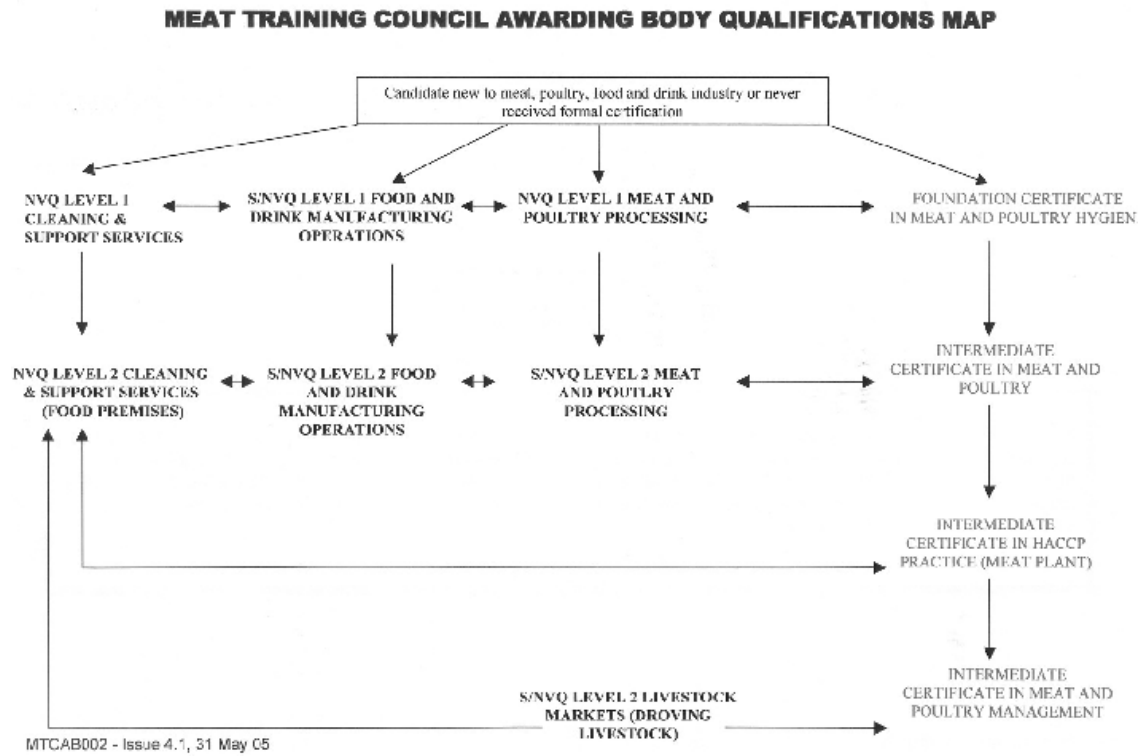 MEAT TRAINING COUNCIL AWARDING BODY QUALIFICATIONS MAP
Candidate new to meat, poultry, food and drink industry or never
received formal certification
NVQ LEVEL 1
CLEANING &
SUPPORT SERVICES
S/NVQ LEVEL 1 FOOD AND
DRINK MANUFACTURING
OPERATIONS
NVQ LEVEL 1 MEAT AND
POULTRY PROCESSING
FOUNDATION CERTIFICATE
IN MEAT AND POULTRY HYGIEN
NVQ LEVEL 2 CLEANING
& SUPPORT SERVICES
(FOOD PREMISES)
S/NVQ LEVEL 2 FOOD
AND DRINK
MANUFACTURING
OPERATIONS
S/NVQ LEVEL 2 MEAT
AND POUTLRY
PROCESSING
INTERMEDIATE
CERTIFICATE IN MEAT AND
POULTRY
INTERMEDIATE
CERTIFICATE IN HACCP
PRACTICE (MEAT PLANT)
S/NVQ LEVEL 2 LIVESTOCK
MARKETS (DROVING
LIVESTOCK)
INTERMEDIATE
CERTIFICATE IN MEAT AND
POULTRY MANAGEMENT
MTCAB002 - Issue 4.1, 31 May 05